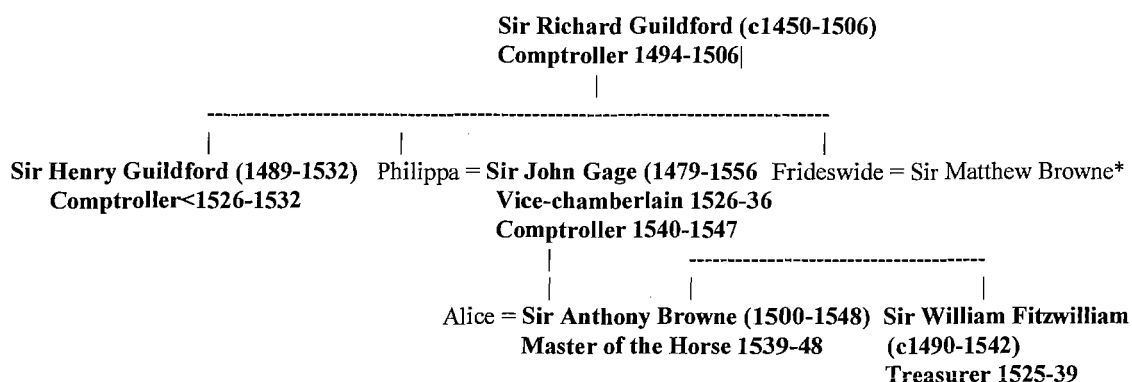 Sir Richard Guildford (c1450-1506)
Comptroller 1494-1506|
Sir Henry Guildford (1489-1532) Philippa = Sir John Gage (1479-1556 Frideswide = Sir Matthew Browne*
Comptroller<1526-1532 Vice-chamberlain 1526-36
Comptroller 1540-1547
Alice = Sir Anthony Browne (1500-1548) Sir William Fitzwilliam
Master of the Horse 1539-48 (c1490-1542)
Treasurer 1525-39